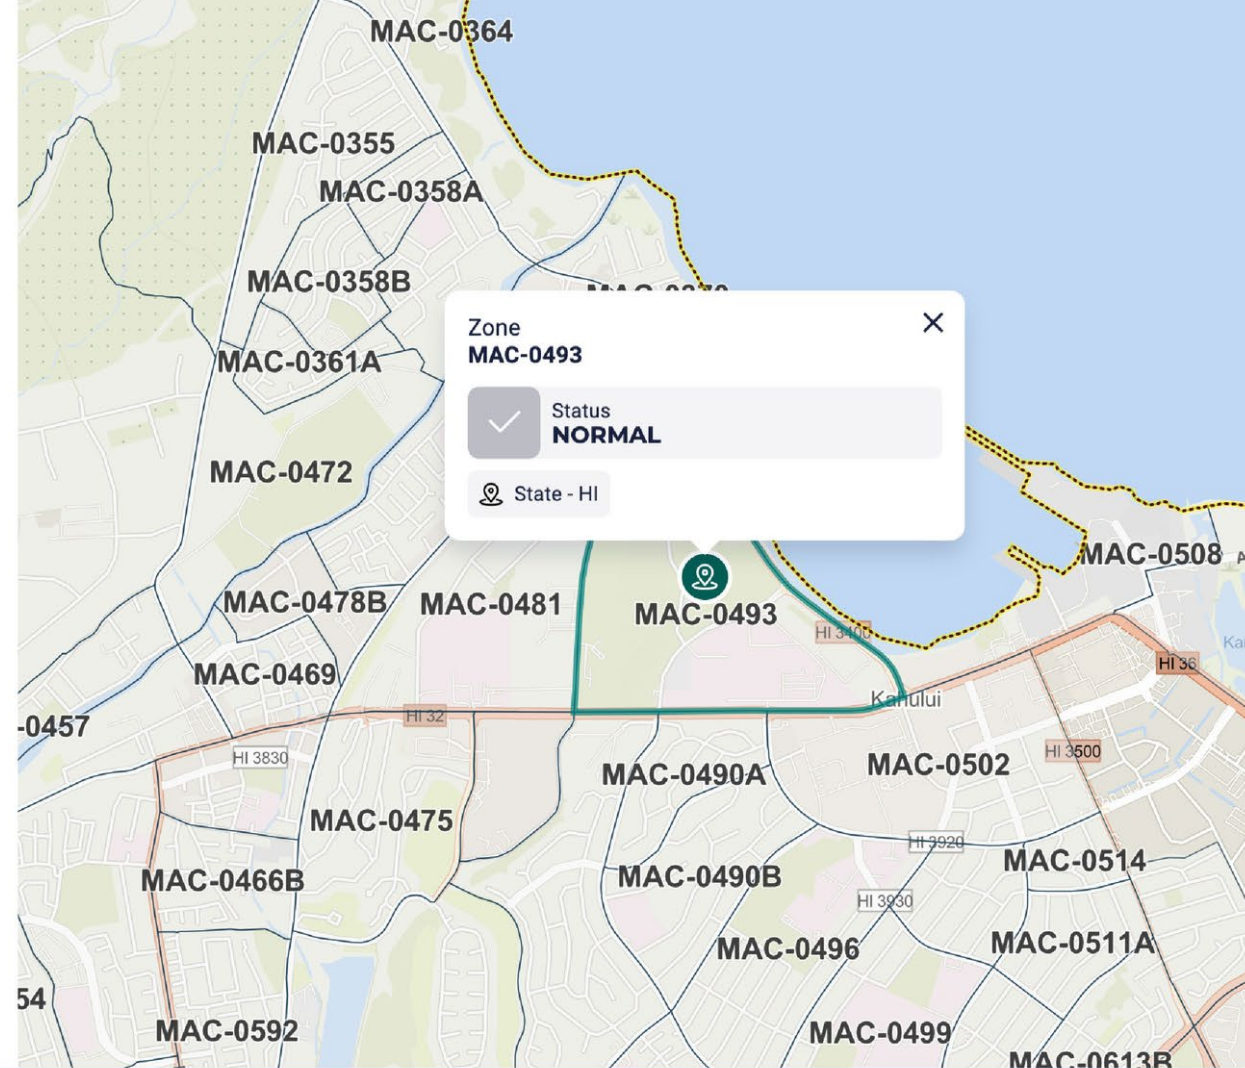 MAC-0364
MAC-0355
MAC-0358A
MAC-0358B
MAC-0361A
Zone
MAC-0493
Status
NORMAL
State - HI
MAC-0472
MAC-0508
MAC-0478B
MAC-0481
MAC-0493
HI 3400
HI 36
MAC-0469
Kahului
-0457
HI 32
HI 3830
MAC-0490A
MAC-0502
HI 3500
MAC-0475
HI 3920
MAC-0514
MAC-0466B
MAC-0490B
HI 3930
MAC-0496
MAC-0511A
54
MAC-0592
MAC-0499
MAC-0613B